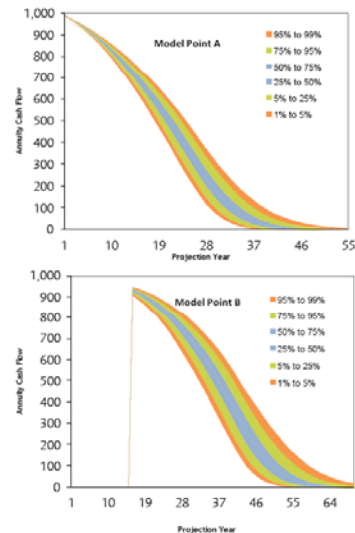 1,000
900
800
700
600
500
400
300
200
100
0
Annuity Cash Flow
Model Point A
95% to 99%
75% to 95%
50% to 75%
25% to 50%
5% to 25%
1% to 5%
1 10 19 28 37 46 55
Projection Year
1,000
900
800
700
600
500
400
300
200
100
0
Annuity Cash Flow
Model Point B
95% to 99%
75% to 95%
50% to 75%
25% to 50%
5% to 25%
1% to 5%
1 10 19 28 37 46 55 64
Projection Year